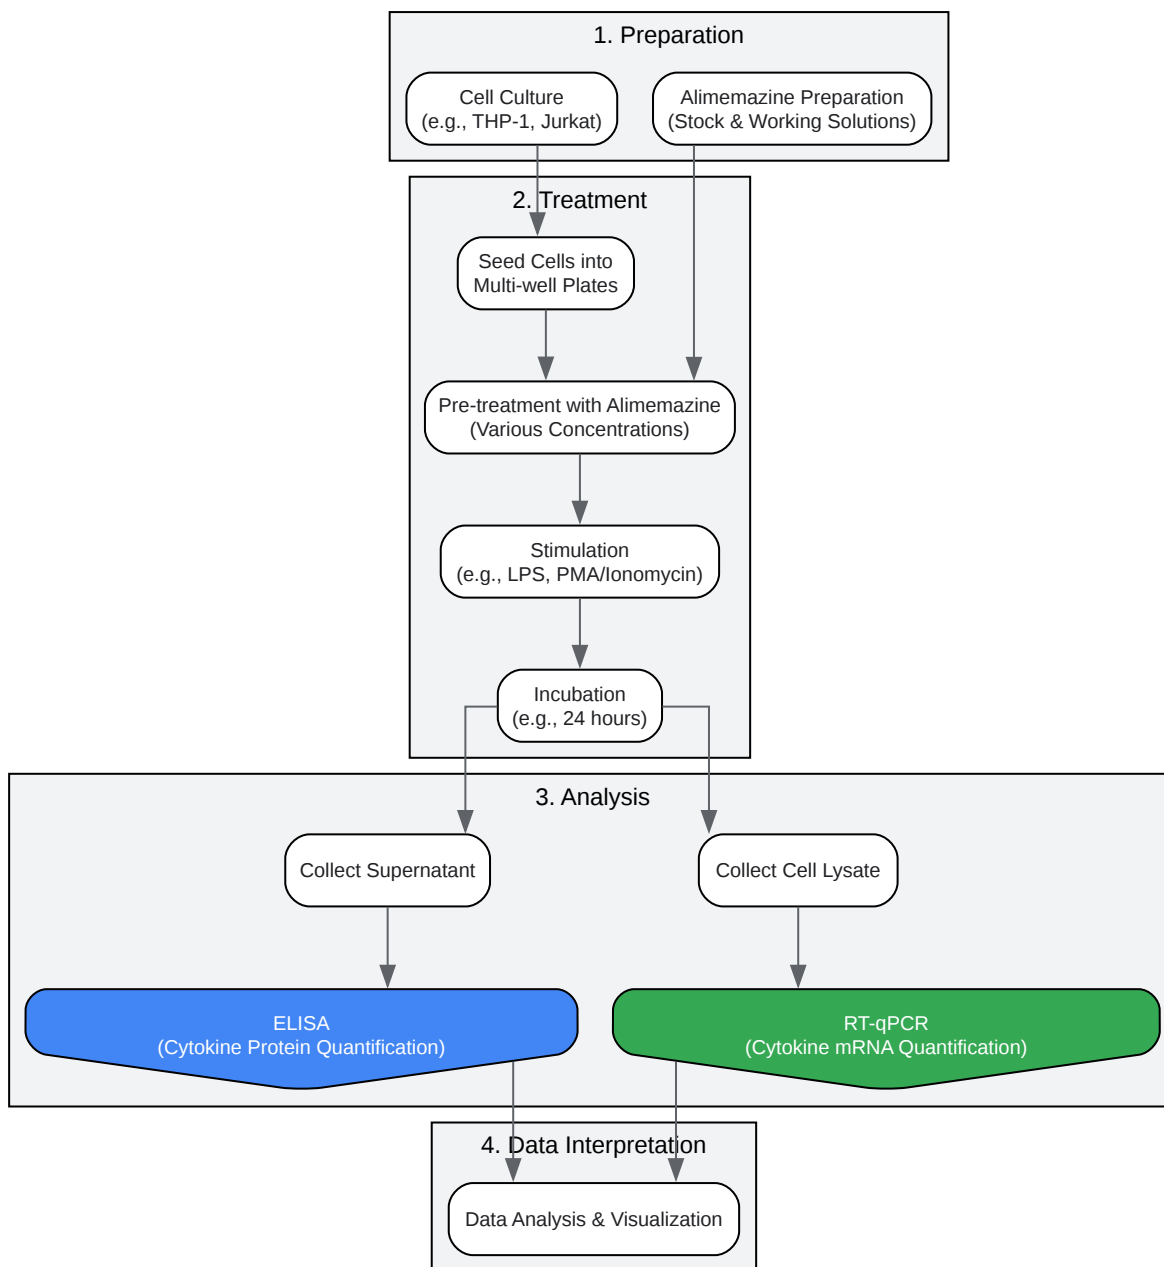 1. Preparation
Cell Culture
(e.g., THP-1, Jurkat)
Alimemazine Preparation
(Stock & Working Solutions)
2. Treatment
Seed Cells into
Multi-well Plates
Pre-treatment with Alimemazine
(Various Concentrations)
Stimulation
(e.g., LPS, PMA/Ionomycin)
Incubation
(e.g., 24 hours)
3. Analysis
Collect Supernatant
Collect Cell Lysate
ELISA
(Cytokine Protein Quantification)
RT-qPCR
(Cytokine mRNA Quantification)
4. Data Interpretation
Data Analysis & Visualization